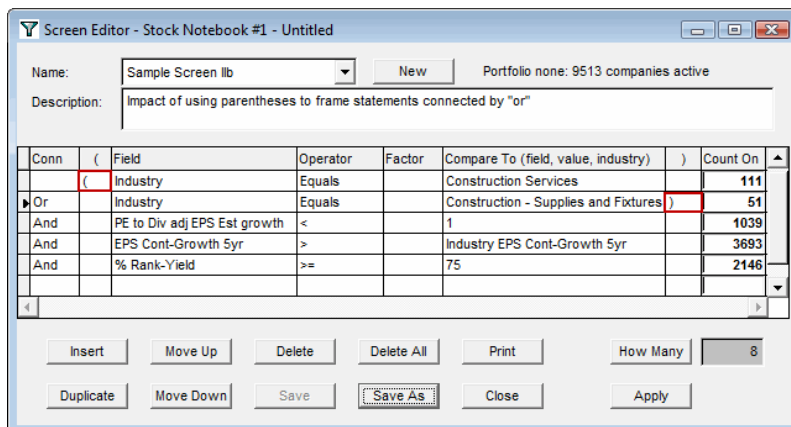 Screen Editor - Stock Notebook #1 - Untitled
Name: Sample Screen IIb New Portfolio none: 9513 companies active
Description: Impact of using parentheses to frame statements connected by "or"
Conn ( Field Operator Factor Compare To (field, value, industry) ) Count On
( Industry Equals Construction Services 111
Or Industry Equals Construction - Supplies and Fixtures ) 51
And PE to Div adj EPS Est growth < 1 1039
And EPS Cont-Growth 5yr > Industry EPS Cont-Growth 5yr 3693
And % Rank-Yield >= 75 2146
Insert Move Up Delete Delete All Print How Many 8
Duplicate Move Down Save Save As Close Apply